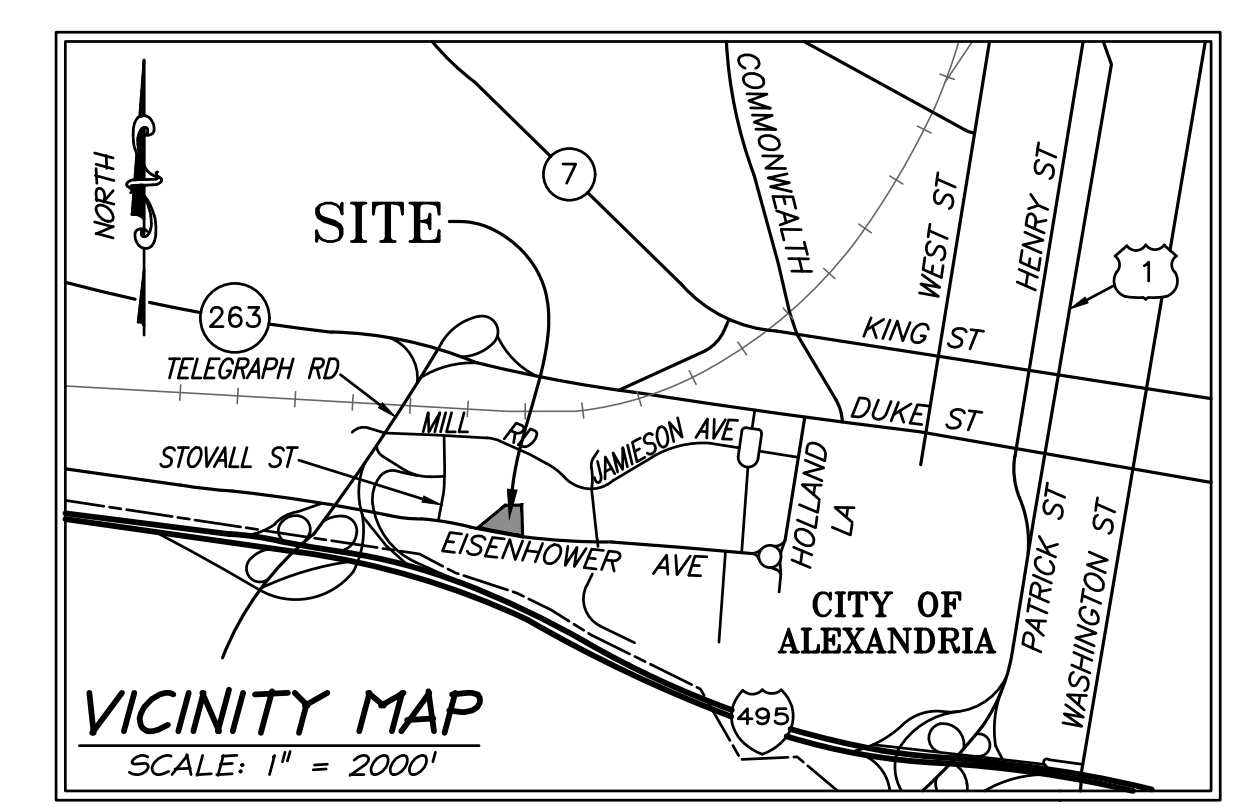 NORTH
SITE
7
COMMONWEALTH
WEST ST
HENRY ST
1
263
KING ST
TELEGRAPH RD
MILL RD
DUKE ST
JAMIESON AVE
STOVALL ST
HOLLAND
LA
EISENHOWER AVE
PATRICK ST
WASHINGTON ST
CITY OF
ALEXANDRIA
495
VICINITY MAP
SCALE: 1" = 2000'